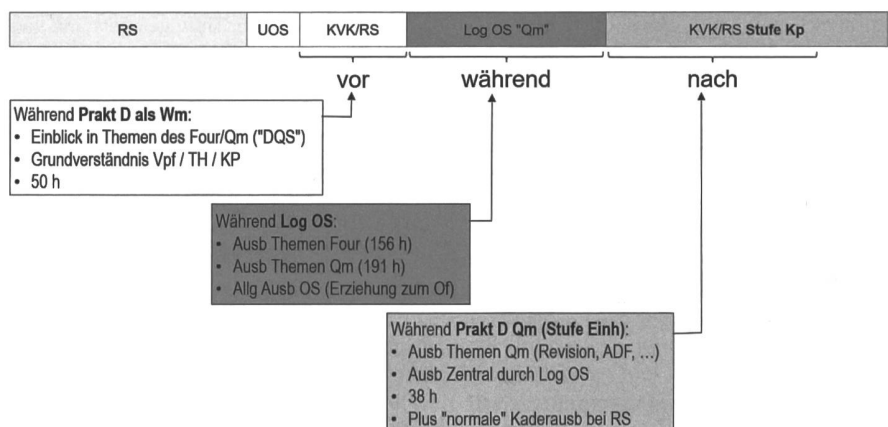 RS UOS KVK/RS Log OS "Qm" KVK/RS Stufe Kp
vor während nach
Während Prakt D als Wm:
• Einblick in Themen des Four/Qm ("DQS")
• Grundverständnis Vpf / TH / KP
• 50 h
Während Log OS:
• Ausb Themen Four (156 h)
• Ausb Themen Qm (191 h)
• Allg Ausb OS (Erziehung zum Of)
Während Prakt D Qm (Stufe Einh):
• Ausb Themen Qm (Revision, ADF, ...)
• Ausb Zentral durch Log OS
• 38 h
• Plus "normale" Kaderausb bei RS